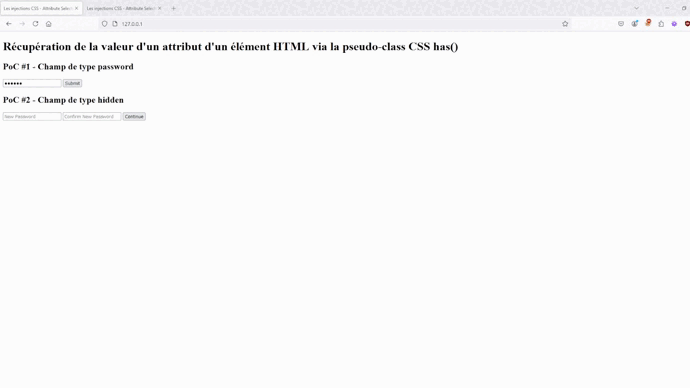 Les injections CSS - Attribute Selec
Les injections CSS - Attribute Selec
127.0.0.1
Récupération de la valeur d'un attribut d'un élément HTML via la pseudo-class CSS has()
PoC #1 - Champ de type password
•••••• Submit
PoC #2 - Champ de type hidden
New Password Confirm New Password Continue